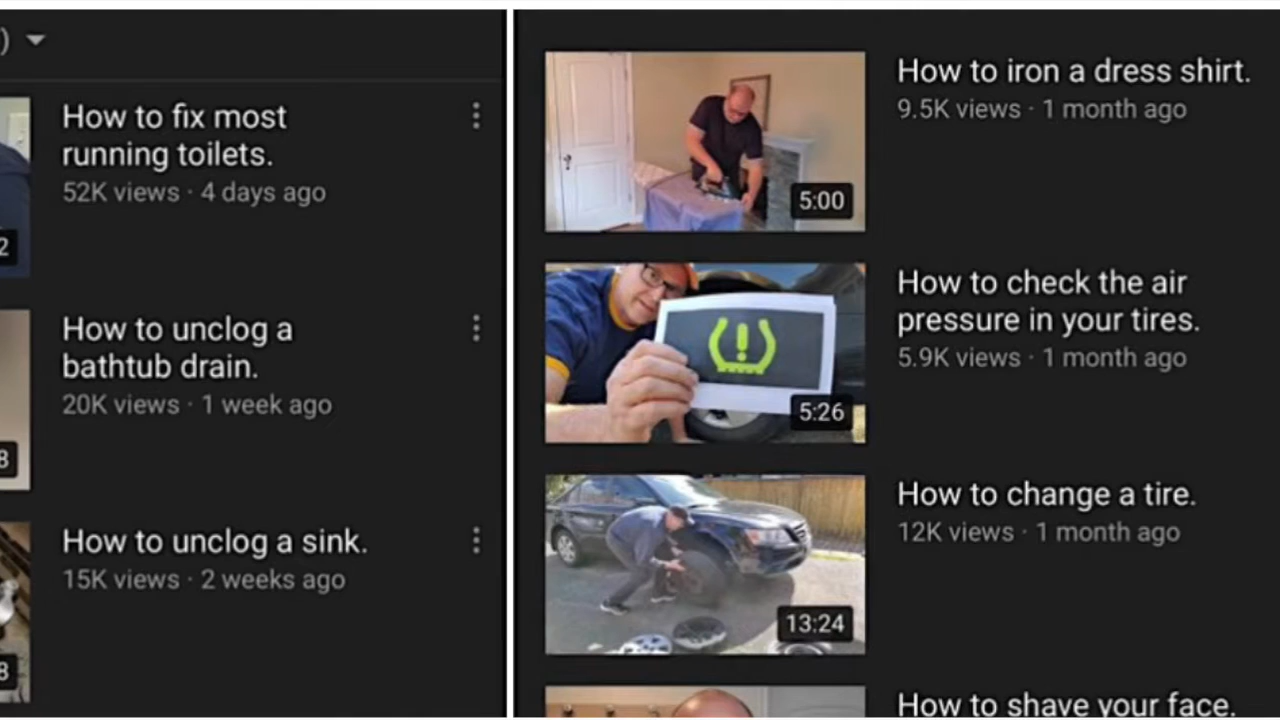 )
How to fix most
running toilets.
52K views · 4 days ago
2
How to unclog a
bathtub drain.
20K views · 1 week ago
8
How to unclog a sink.
15K views · 2 weeks ago
8
How to iron a dress shirt.
9.5K views · 1 month ago
5:00
How to check the air
pressure in your tires.
5.9K views · 1 month ago
5:26
How to change a tire.
12K views · 1 month ago
13:24
How to shave your face.